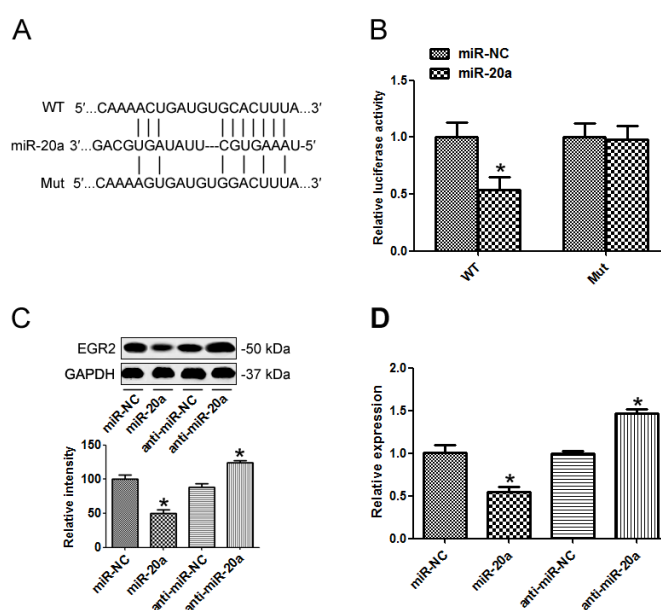 A
WT 5'...CAAAACUGAUGUGCACUUUA...3'
miR-20a 3'...GACGUGAUAUU---CGUGAAAU-5'
Mut 5'...CAAAAGUGAUGUGGACUUUA...3'
B
miR-NC
miR-20a
Relative luciferase activity
1.5
1.0
0.5
0.0
*
WT
Mut
C
EGR2 -50 kDa
GAPDH -37 kDa
miR-NC
miR-20a
anti-miR-NC
anti-miR-20a
Relative intensity
150
100
50
0
*
*
miR-NC
miR-20a
anti-miR-NC
anti-miR-20a
D
Relative expression
2.0
1.5
1.0
0.5
0.0
*
*
miR-NC
miR-20a
anti-miR-NC
anti-miR-20a